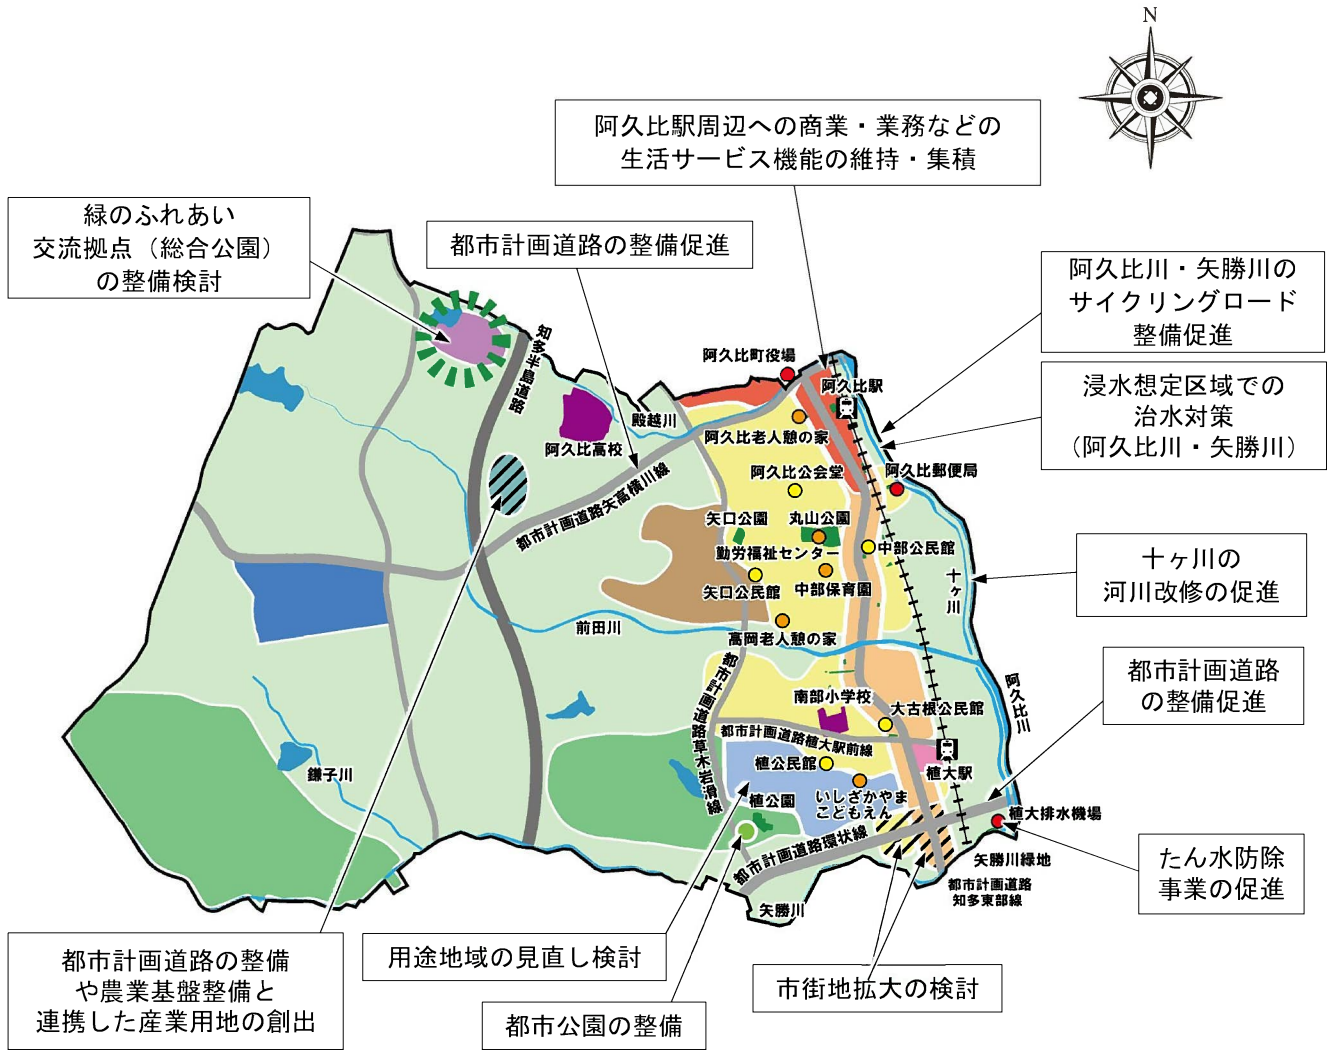 N
阿久比駅周辺への商業・業務などの
生活サービス機能の維持・集積
緑のふれあい
交流拠点（総合公園）
の整備検討
都市計画道路の整備促進
阿久比川・矢勝川の
サイクリングロード
整備促進
浸水想定区域での
治水対策
（阿久比川・矢勝川）
十ヶ川の
河川改修の促進
都市計画道路
の整備促進
たん水防除
事業の促進
市街地拡大の検討
都市公園の整備
用途地域の見直し検討
都市計画道路の整備
や農業基盤整備と
連携した産業用地の創出
知多半島道路
阿久比町役場
阿久比駅
殿越川
阿久比高校
阿久比老人憩の家
都市計画道路矢高横川線
阿久比公会堂
阿久比郵便局
矢口公園
丸山公園
勤労福祉センター
中部公民館
矢口公民館
中部保育園
十ヶ川
前田川
高岡老人憩の家
都市計画道路草木岩滑線
南部小学校
大古根公民館
阿久比川
都市計画道路植大駅前線
植公民館
植大駅
鎌子川
植公園
いしざかやま
こどもえん
植大排水機場
都市計画道路環状線
矢勝川緑地
都市計画道路
知多東部線
矢勝川